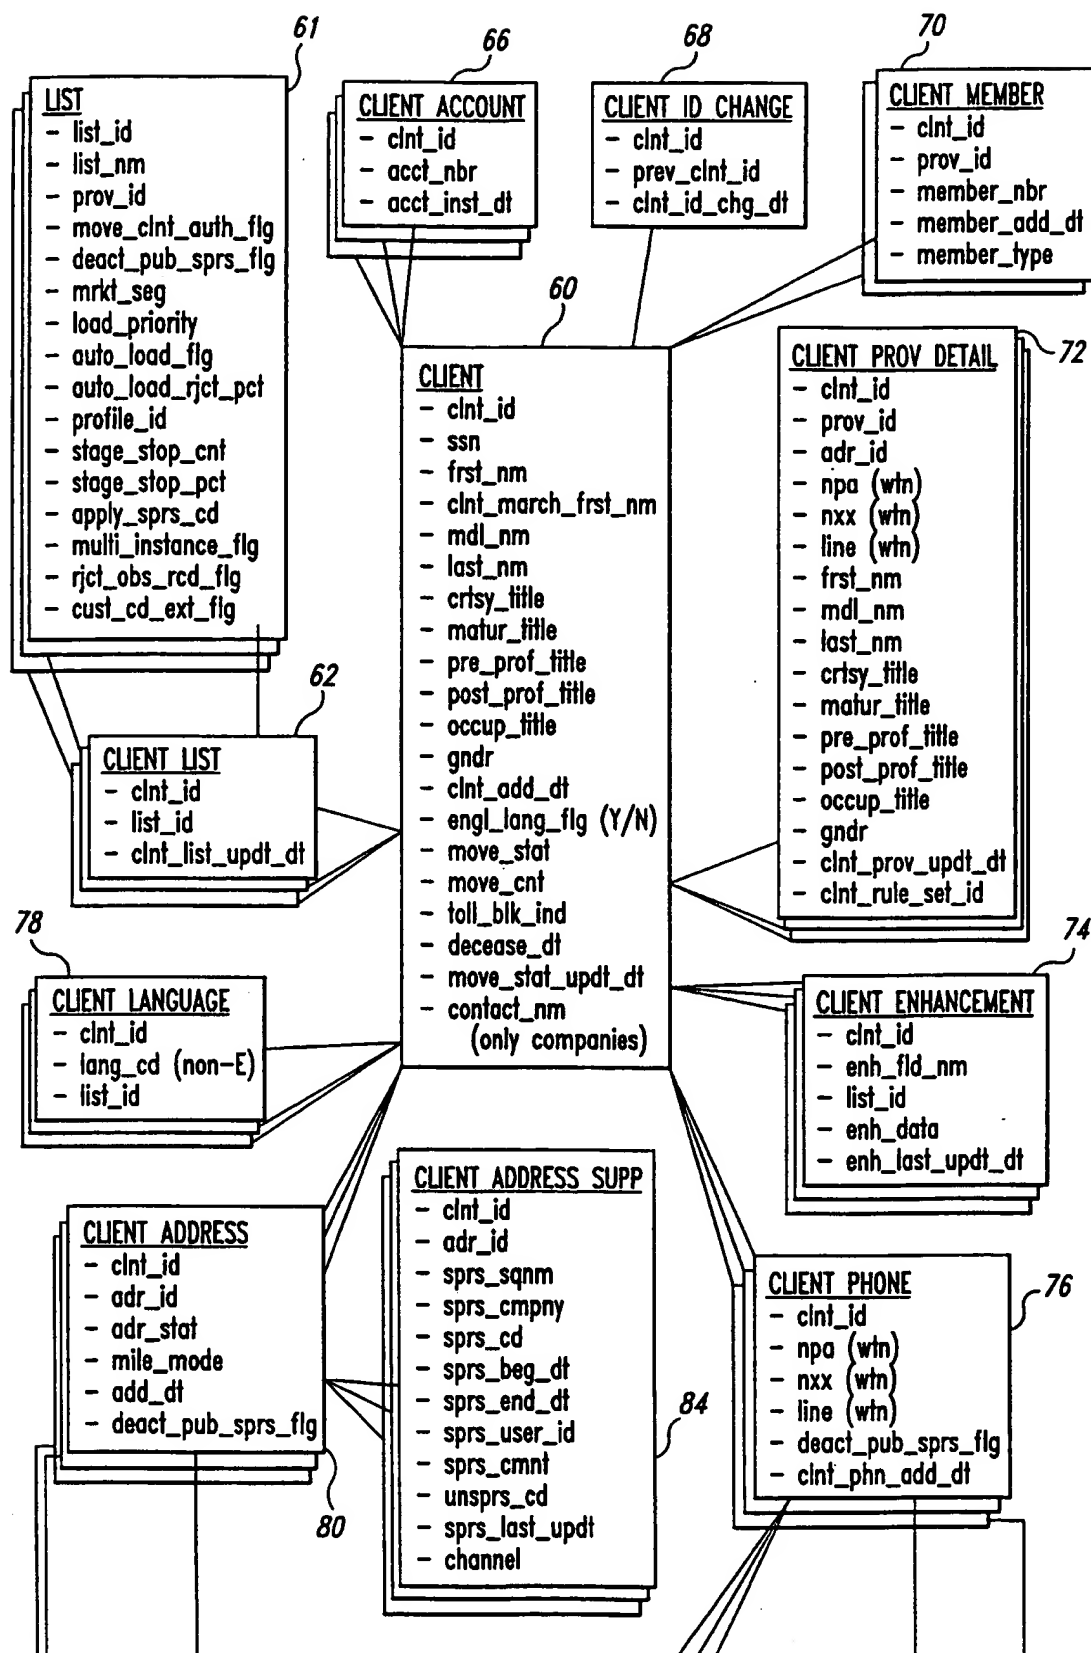 61
LIST
- list_id
- list_nm
- prov_id
- move_clnt_auth_flg
- deact_pub_sprs_flg
- mrkt_seg
- load_priority
- auto_load_flg
- auto_load_rjct_pct
- profile_id
- stage_stop_cnt
- stage_stop_pct
- apply_sprs_cd
- multi_instance_flg
- rjct_obs_rcd_flg
- cust_cd_ext_flg
66
CLIENT ACCOUNT
- clnt_id
- acct_nbr
- acct_inst_dt
68
CLIENT ID CHANGE
- clnt_id
- prev_clnt_id
- clnt_id_chg_dt
70
CLIENT MEMBER
- clnt_id
- prov_id
- member_nbr
- member_add_dt
- member_type
60
CLIENT
- clnt_id
- ssn
- frst_nm
- clnt_march_frst_nm
- mdl_nm
- last_nm
- crtsy_title
- matur_title
- pre_prof_title
- post_prof_title
- occup_title
- gndr
- clnt_add_dt
- engl_lang_flg (Y/N)
- move_stat
- move_cnt
- toll_blk_ind
- decease_dt
- move_stat_updt_dt
- contact_nm
(only companies)
72
CLIENT PROV DETAIL
- clnt_id
- prov_id
- adr_id
- npa (wtn)
- nxx (wtn)
- line (wtn)
- frst_nm
- mdl_nm
- last_nm
- crtsy_title
- matur_title
- pre_prof_title
- post_prof_title
- occup_title
- gndr
- clnt_prov_updt_dt
- clnt_rule_set_id
62
CLIENT LIST
- clnt_id
- list_id
- clnt_list_updt_dt
78
CLIENT LANGUAGE
- clnt_id
- lang_cd (non-E)
- list_id
74
CLIENT ENHANCEMENT
- clnt_id
- enh_fld_nm
- list_id
- enh_data
- enh_last_updt_dt
CLIENT ADDRESS
- clnt_id
- adr_id
- adr_stat
- mile_mode
- add_dt
- deact_pub_sprs_flg
80
CLIENT ADDRESS SUPP
- clnt_id
- adr_id
- sprs_sqnm
- sprs_cmpny
- sprs_cd
- sprs_beg_dt
- sprs_end_dt
- sprs_user_id
- sprs_cmnt
- unsprs_cd
- sprs_last_updt
- channel
84
CLIENT PHONE
- clnt_id
- npa (wtn)
- nxx (wtn)
- line (wtn)
- deact_pub_sprs_flg
- clnt_phn_add_dt
76